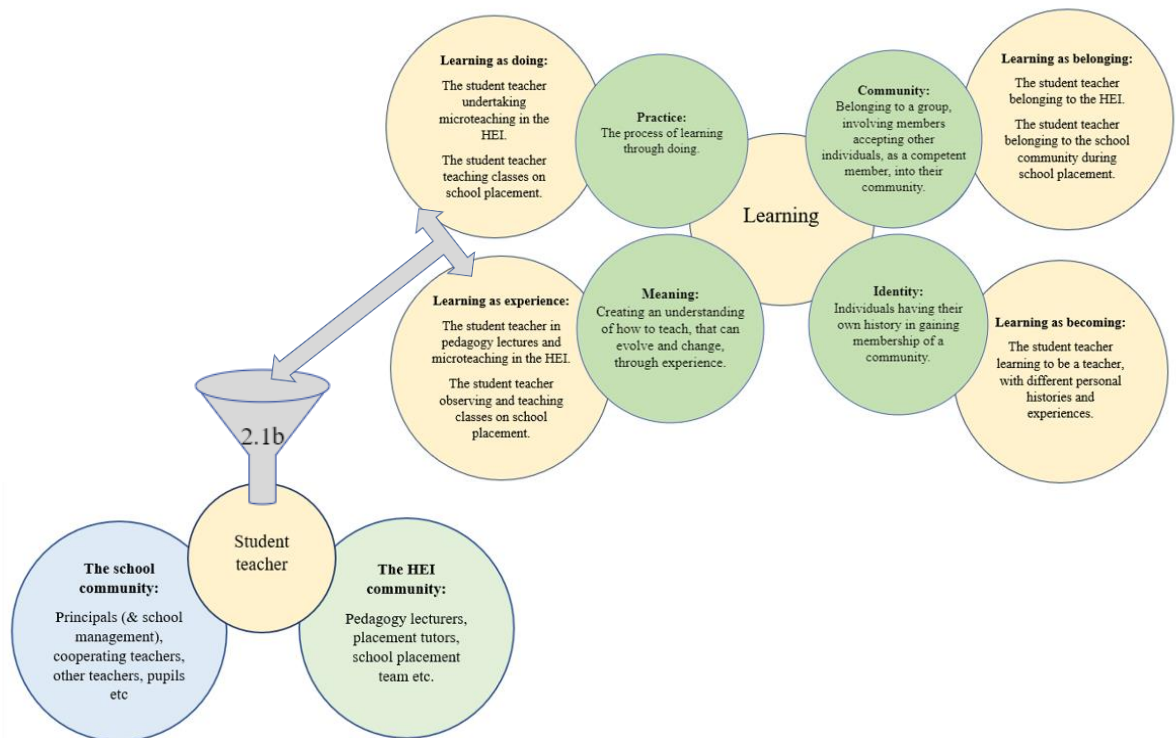 Learning as doing:
The student teacher
undertaking
microteaching in the
HEI.
The student teacher
teaching classes on
school placement.
Practice:
The process of learning
through doing.
Community:
Belonging to a group,
involving members
accepting other
individuals, as a competent
member, into their
community.
Learning as belonging:
The student teacher
belonging to the HEI.
The student teacher
belonging to the school
community during
school placement.
Learning
Learning as experience:
The student teacher in
pedagogy lectures and
microteaching in the HEI.
The student teacher
observing and teaching
classes on school
placement.
Meaning:
Creating an understanding
of how to teach, that can
evolve and change,
through experience.
Identity:
Individuals having their
own history in gaining
membership of a
community.
Learning as becoming:
The student teacher
learning to be a teacher,
with different personal
histories and
experiences.
2.1b
Student
teacher
The school
community:
Principals (& school
management),
cooperating teachers,
other teachers, pupils
etc
The HEI
community:
Pedagogy lecturers,
placement tutors,
school placement
team etc.